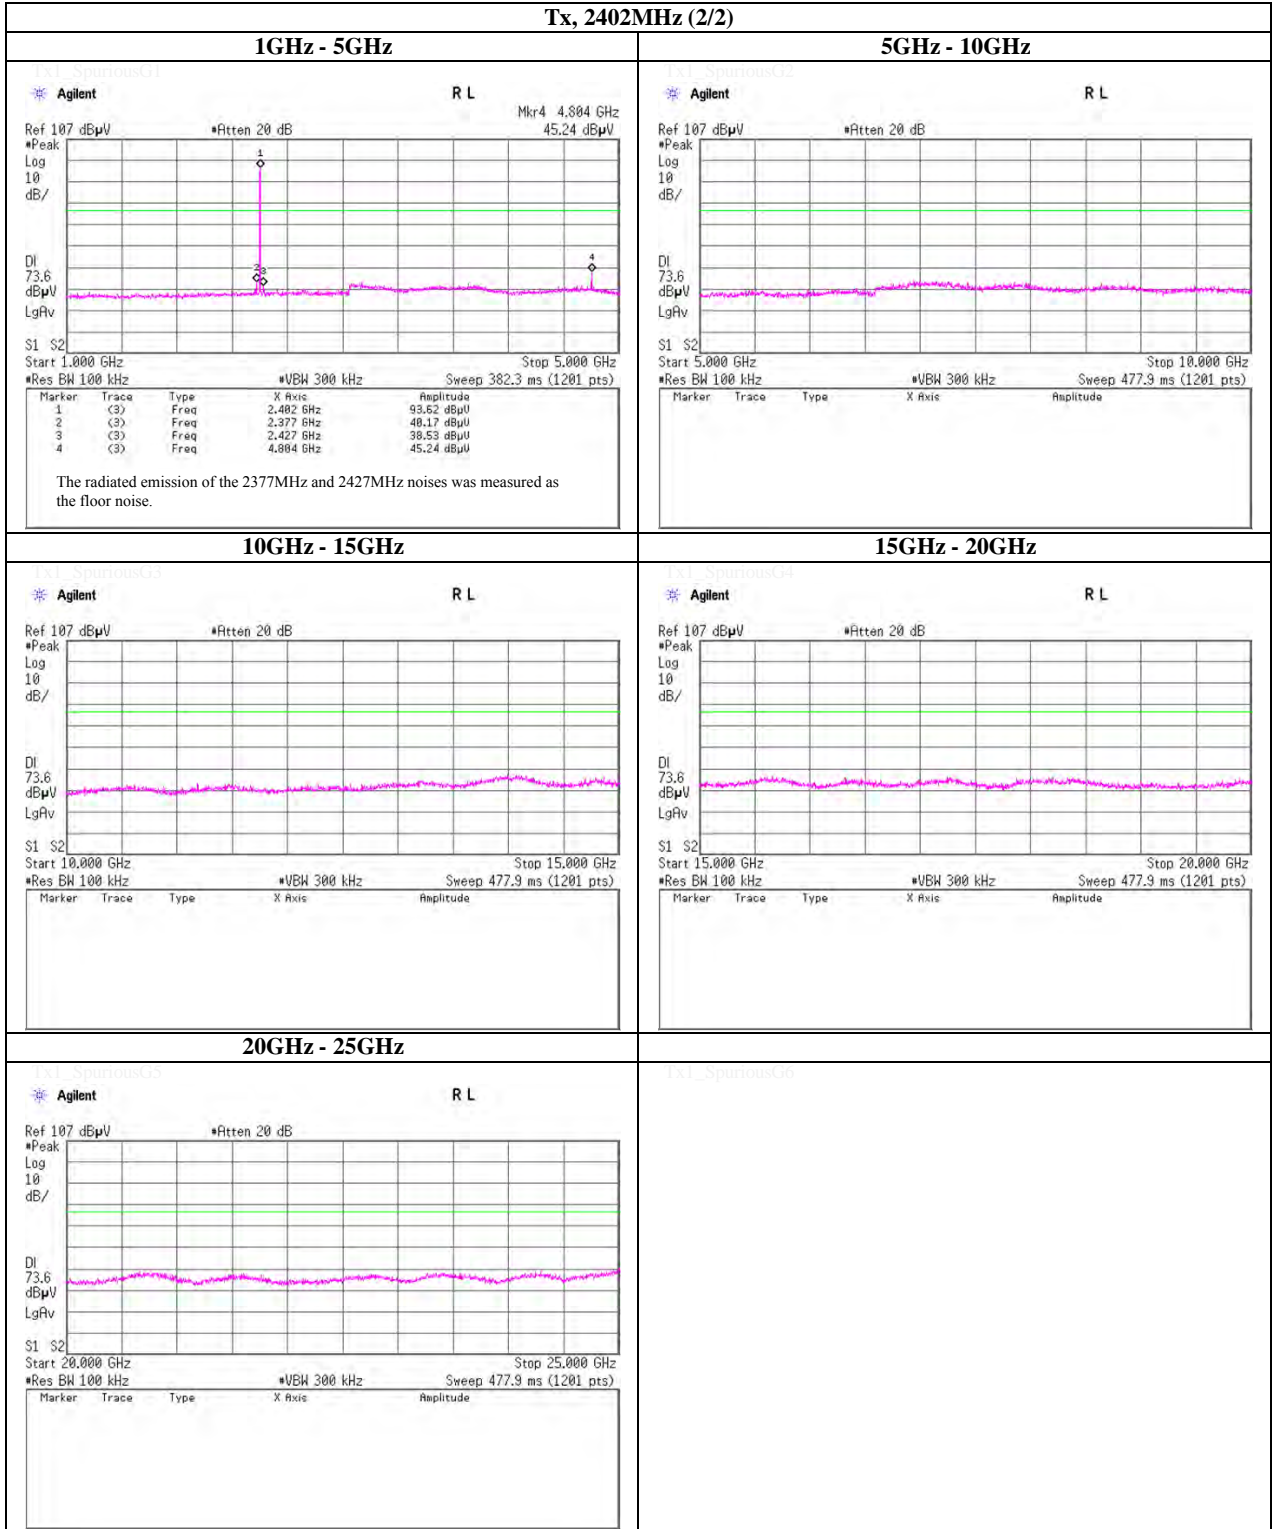 Tx, 2402MHz (2/2)
1GHz - 5GHz
Tx1_SpuriousG1
Agilent
R L
Mkr4 4.804 GHz
Ref 107 dBµV
#Atten 20 dB
45.24 dBµV
#Peak
Log
10
dB/
1
2
3
4
DI
73.6
dBµV
LgAv
S1 S2
Start 1.000 GHz
Stop 5.000 GHz
#Res BW 100 kHz
#VBW 300 kHz
Sweep 382.3 ms (1201 pts)
Marker Trace Type X Axis Amplitude
1 (3) Freq 2.402 GHz 93.62 dBµV
2 (3) Freq 2.377 GHz 40.17 dBµV
3 (3) Freq 2.427 GHz 38.53 dBµV
4 (3) Freq 4.804 GHz 45.24 dBµV
The radiated emission of the 2377MHz and 2427MHz noises was measured as
the floor noise.
5GHz - 10GHz
Tx1_SpuriousG2
Agilent
R L
Ref 107 dBµV
#Atten 20 dB
#Peak
Log
10
dB/
DI
73.6
dBµV
LgAv
S1 S2
Start 5.000 GHz
Stop 10.000 GHz
#Res BW 100 kHz
#VBW 300 kHz
Sweep 477.9 ms (1201 pts)
Marker Trace Type X Axis Amplitude
10GHz - 15GHz
Tx1_SpuriousG3
Agilent
R L
Ref 107 dBµV
#Atten 20 dB
#Peak
Log
10
dB/
DI
73.6
dBµV
LgAv
S1 S2
Start 10.000 GHz
Stop 15.000 GHz
#Res BW 100 kHz
#VBW 300 kHz
Sweep 477.9 ms (1201 pts)
Marker Trace Type X Axis Amplitude
15GHz - 20GHz
Tx1_SpuriousG4
Agilent
R L
Ref 107 dBµV
#Atten 20 dB
#Peak
Log
10
dB/
DI
73.6
dBµV
LgAv
S1 S2
Start 15.000 GHz
Stop 20.000 GHz
#Res BW 100 kHz
#VBW 300 kHz
Sweep 477.9 ms (1201 pts)
Marker Trace Type X Axis Amplitude
20GHz - 25GHz
Tx1_SpuriousG5
Agilent
R L
Ref 107 dBµV
#Atten 20 dB
#Peak
Log
10
dB/
DI
73.6
dBµV
LgAv
S1 S2
Start 20.000 GHz
Stop 25.000 GHz
#Res BW 100 kHz
#VBW 300 kHz
Sweep 477.9 ms (1201 pts)
Marker Trace Type X Axis Amplitude
Tx1_SpuriousG6